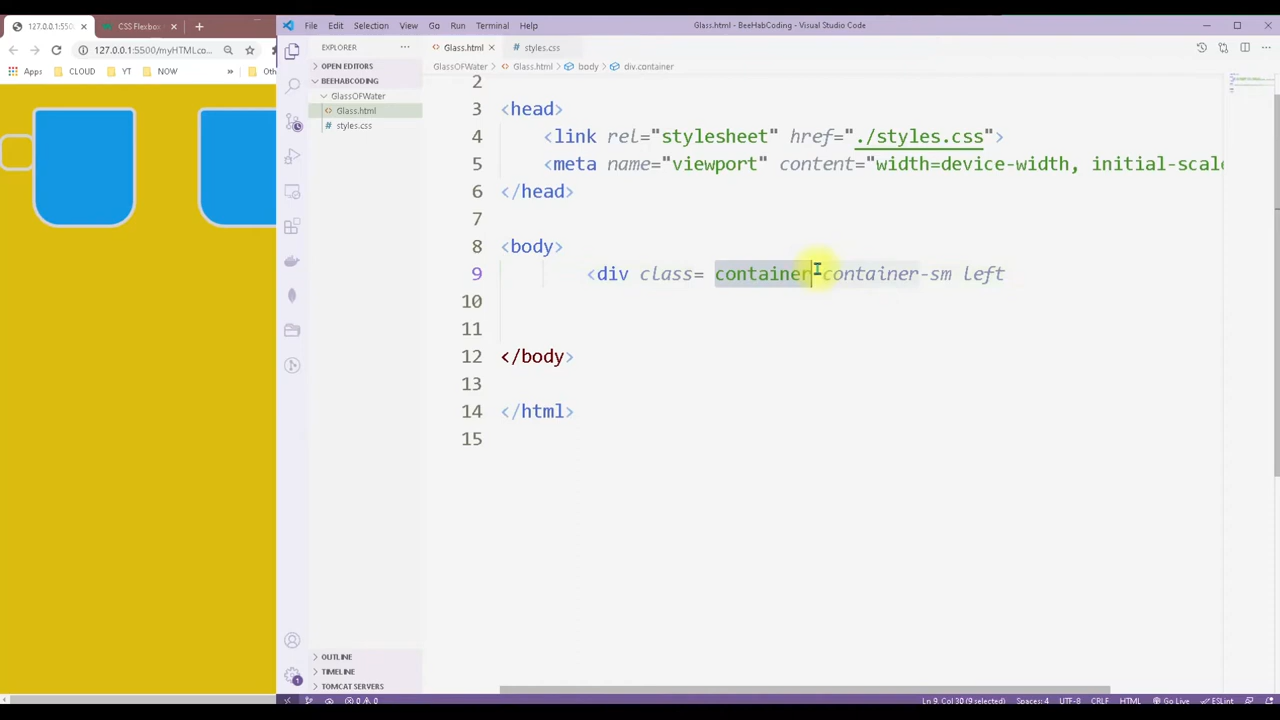 127.0.0.1:550
CSS Flexbox
File Edit Selection View Go Run Terminal Help
Glass.html - BeeHabCoding - Visual Studio Code
127.0.0.1:5500/myHTMLco...
Apps CLOUD YT NOW » Oth
EXPLORER ...
OPEN EDITORS
BEEHABCODING
GlassOFWater
Glass.html
styles.css
Glass.html styles.css
GlassOFWater > Glass.html > body > div.container
2
3 <head>
4 <link rel="stylesheet" href="./styles.css">
5 <meta name="viewport" content="width=device-width, initial-scale
6 </head>
7
8 <body>
9 <div class= container container-sm left
10
11
12 </body>
13
14 </html>
15
OUTLINE
TIMELINE
TOMCAT SERVERS
0 0 Ln 9, Col 30 (9 selected) Spaces: 4 UTF-8 CRLF HTML Go Live ESLint